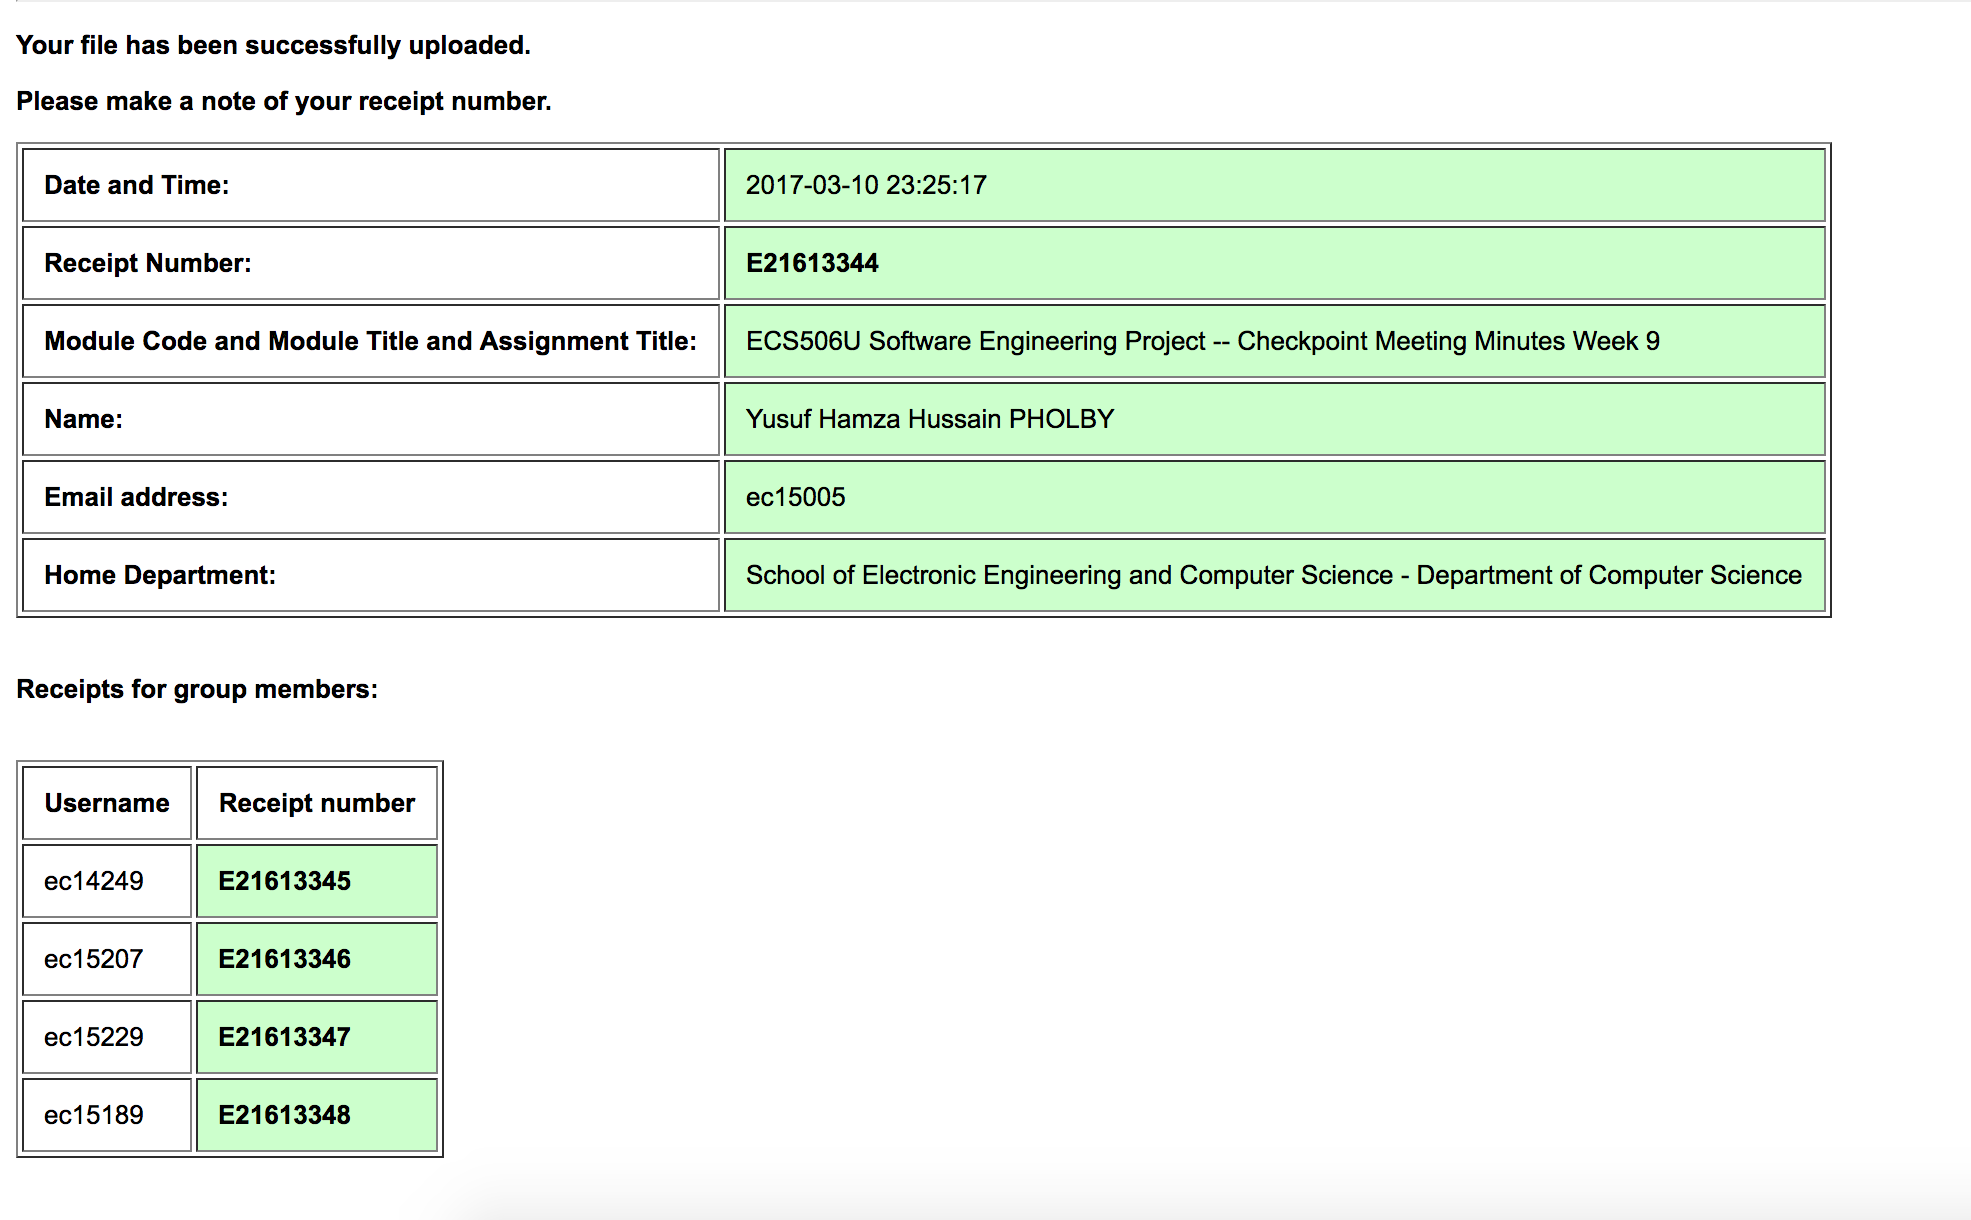 Your file has been successfully uploaded.
Please make a note of your receipt number.
Date and Time: 2017-03-10 23:25:17
Receipt Number: E21613344
Module Code and Module Title and Assignment Title: ECS506U Software Engineering Project -- Checkpoint Meeting Minutes Week 9
Name: Yusuf Hamza Hussain PHOLBY
Email address: ec15005
Home Department: School of Electronic Engineering and Computer Science - Department of Computer Science
Receipts for group members:
Username Receipt number
ec14249 E21613345
ec15207 E21613346
ec15229 E21613347
ec15189 E21613348